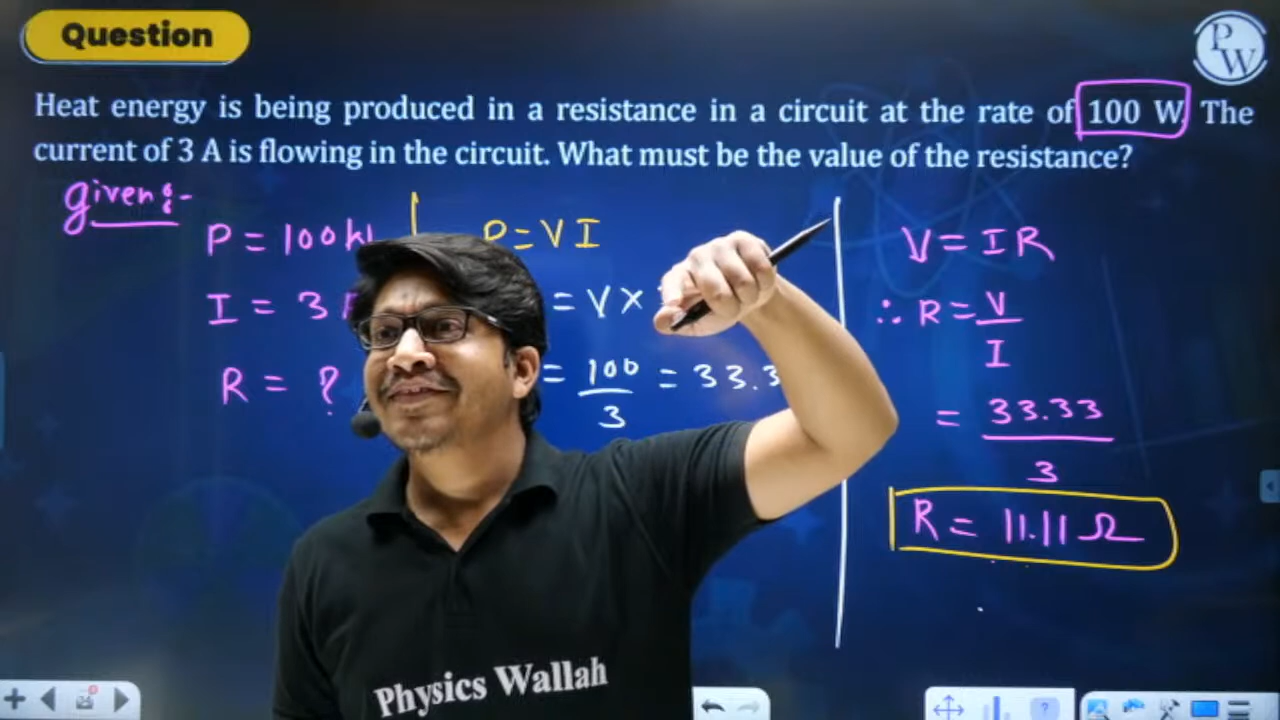 Question
PW
Heat energy is being produced in a resistance in a circuit at the rate of 100 W. The
current of 3 A is flowing in the circuit. What must be the value of the resistance?
given :-
P = 100
I = 3
R = ?
P = VI
= V ×
= 100/3 = 33.3
V = IR
∴ R = V/I
= 33.33/3
R = 11.11 Ω
Physics Wallah